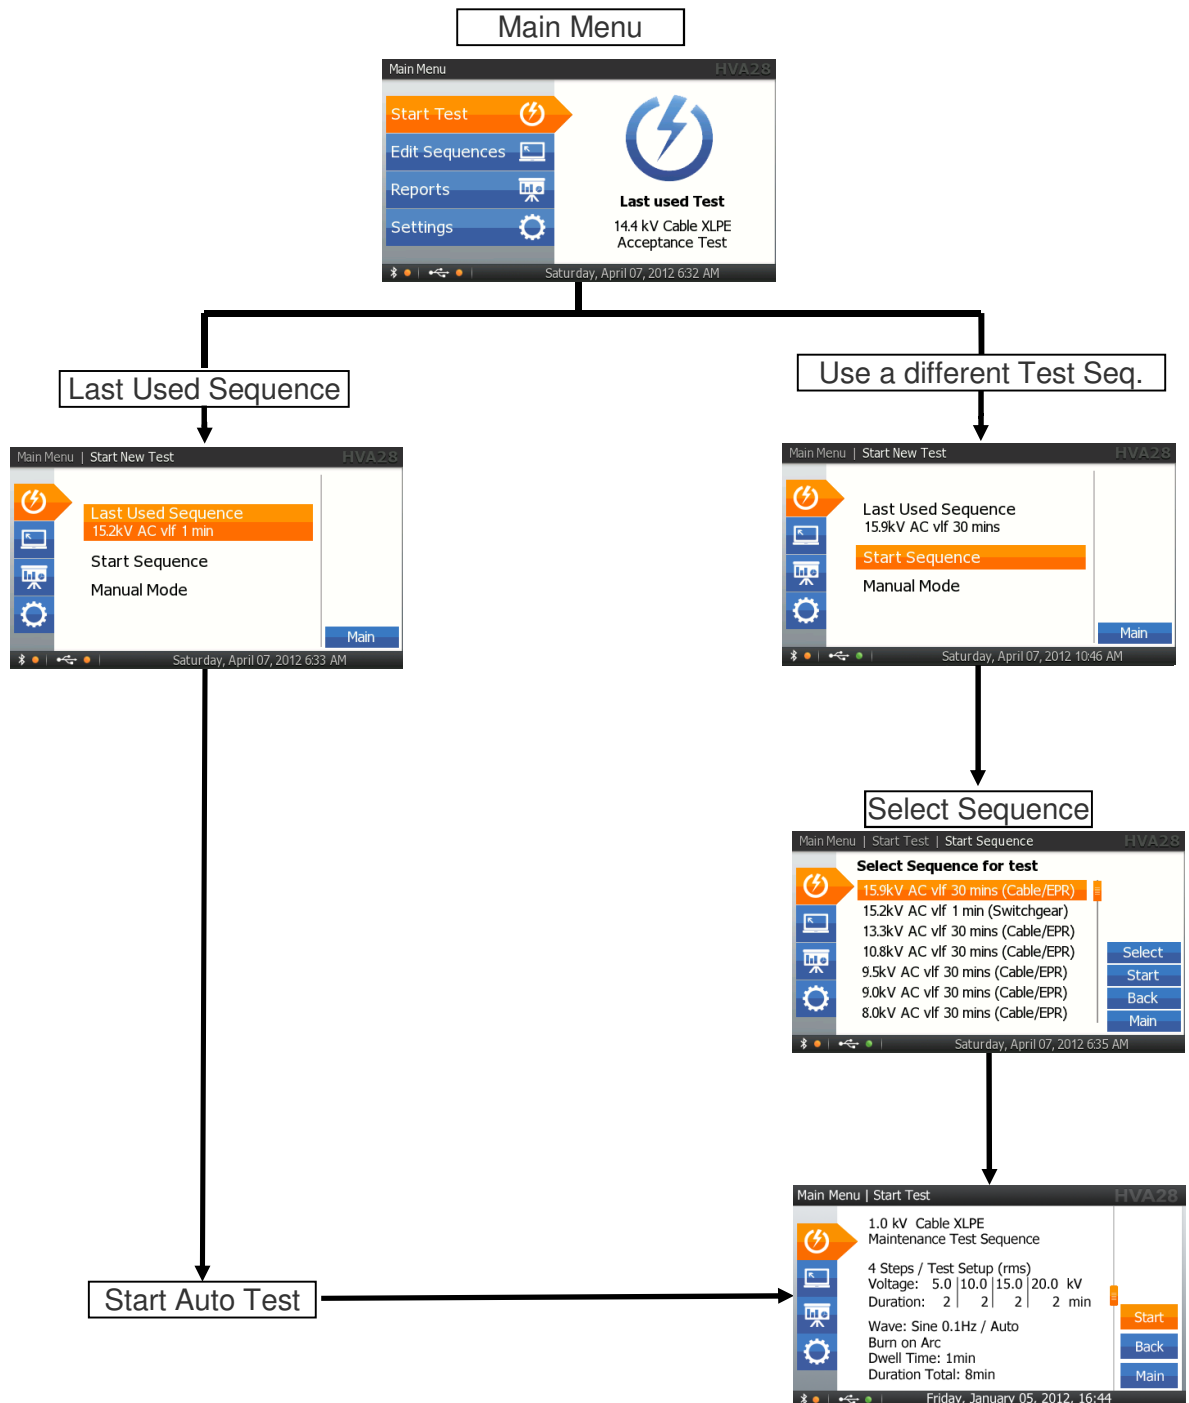 Main Menu
Main Menu HVA28
Start Test
Edit Sequences
Reports
Settings
Last used Test
14.4 kV Cable XLPE
Acceptance Test
Saturday, April 07, 2012 6:32 AM
Last Used Sequence
Use a different Test Seq.
Main Menu | Start New Test HVA28
Last Used Sequence
15.2kV AC vlf 1 min
Start Sequence
Manual Mode
Main
Saturday, April 07, 2012 6:33 AM
Main Menu | Start New Test HVA28
Last Used Sequence
15.9kV AC vlf 30 mins
Start Sequence
Manual Mode
Main
Saturday, April 07, 2012 10:46 AM
Select Sequence
Main Menu | Start Test | Start Sequence HVA28
Select Sequence for test
15.9kV AC vlf 30 mins (Cable/EPR)
15.2kV AC vlf 1 min (Switchgear)
13.3kV AC vlf 30 mins (Cable/EPR)
10.8kV AC vlf 30 mins (Cable/EPR)
9.5kV AC vlf 30 mins (Cable/EPR)
9.0kV AC vlf 30 mins (Cable/EPR)
8.0kV AC vlf 30 mins (Cable/EPR)
Select
Start
Back
Main
Saturday, April 07, 2012 6:35 AM
Start Auto Test
Main Menu | Start Test HVA28
1.0 kV Cable XLPE
Maintenance Test Sequence
4 Steps / Test Setup (rms)
Voltage: 5.0 | 10.0 | 15.0 | 20.0 kV
Duration: 2 | 2 | 2 | 2 min
Wave: Sine 0.1Hz / Auto
Burn on Arc
Dwell Time: 1min
Duration Total: 8min
Start
Back
Main
Friday, January 05, 2012, 16:44